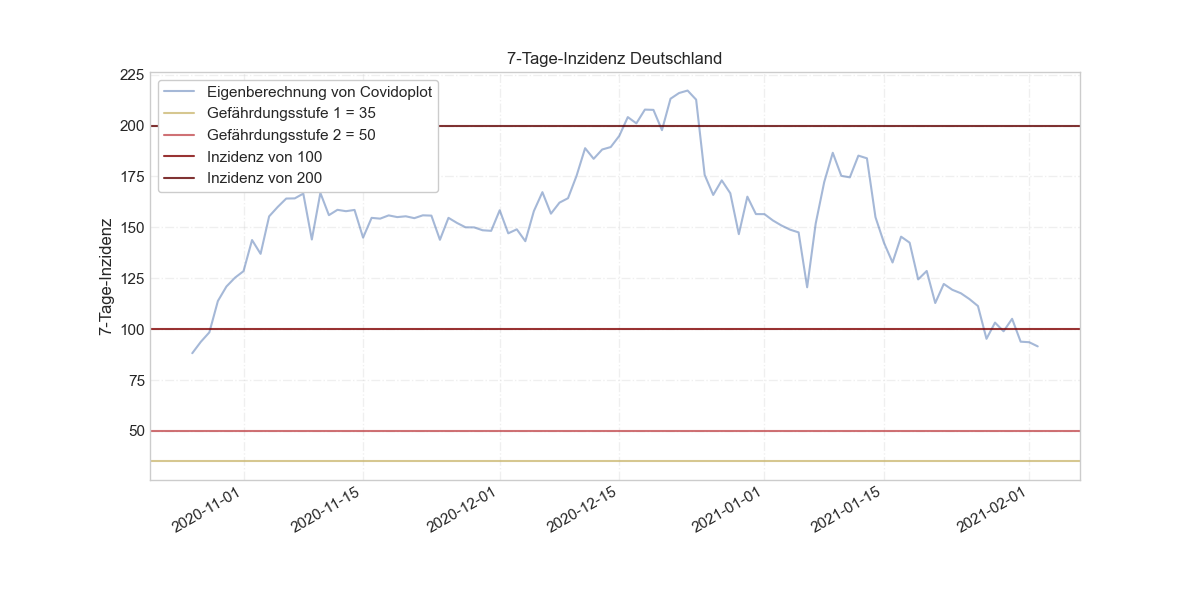 7-Tage-Inzidenz Deutschland
225
200
175
150
125
100
75
50
7-Tage-Inzidenz
Eigenberechnung von Covidoplot
Gefährdungsstufe 1 = 35
Gefährdungsstufe 2 = 50
Inzidenz von 100
Inzidenz von 200
2020-11-01
2020-11-15
2020-12-01
2020-12-15
2021-01-01
2021-01-15
2021-02-01